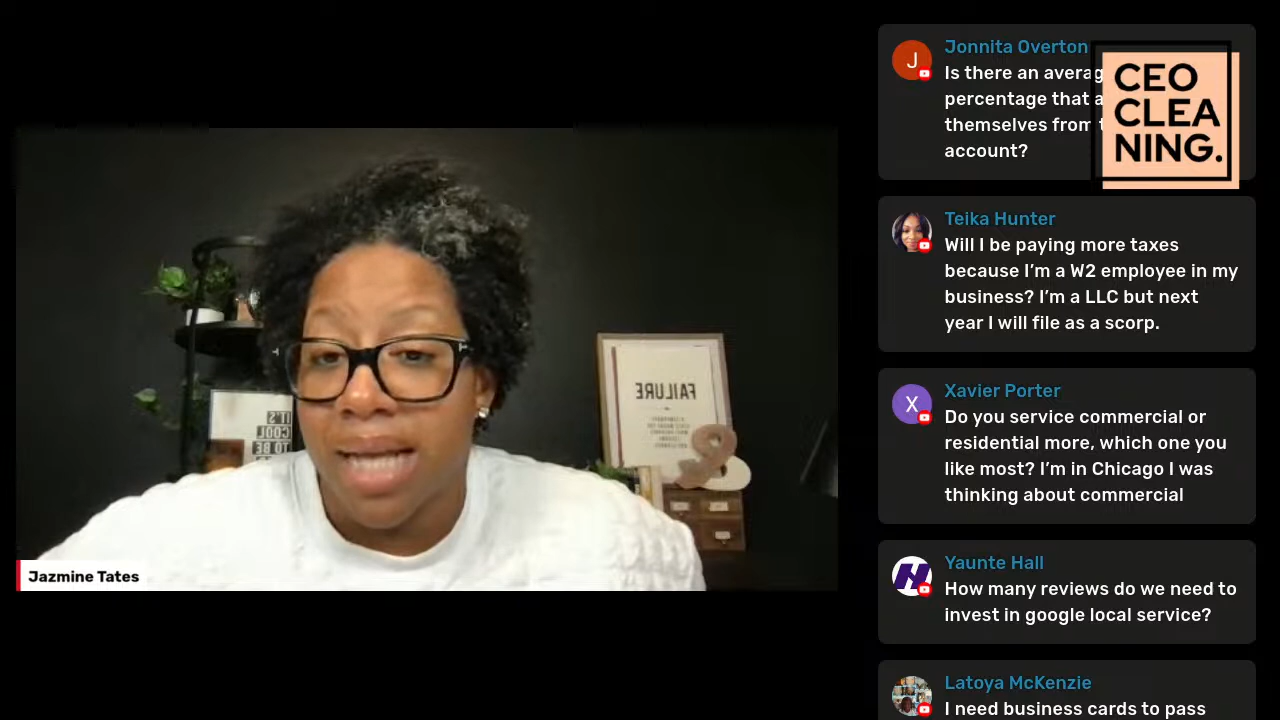 Jonnita Overton
Is there an averag
percentage that a
themselves from t
account?
CEO
CLEA
NING.
Teika Hunter
Will I be paying more taxes
because I’m a W2 employee in my
business? I’m a LLC but next
year I will file as a scorp.
Xavier Porter
Do you service commercial or
residential more, which one you
like most? I’m in Chicago I was
thinking about commercial
Yaunte Hall
How many reviews do we need to
invest in google local service?
Latoya McKenzie
I need business cards to pass
FAILURE
IT'S
COOL
TO BE
Jazmine Tates
J
X